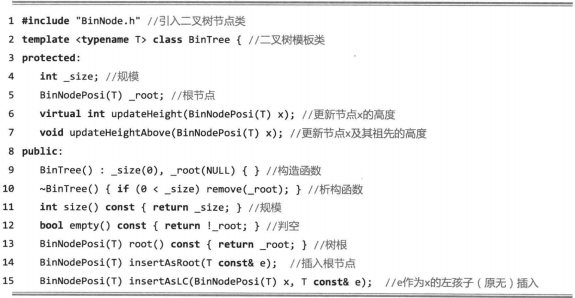 1 #include "BinNode.h" //引入二叉树节点类
2 template <typename T> class BinTree { //二叉树模板类
3 protected:
4 int _size; //规模
5 BinNodePosi(T) _root; //根节点
6 virtual int updateHeight(BinNodePosi(T) x); //更新节点x的高度
7 void updateHeightAbove(BinNodePosi(T) x); //更新节点x及其祖先的高度
8 public:
9 BinTree() : _size(0), _root(NULL) { } //构造函数
10 ~BinTree() { if (0 < _size) remove(_root); } //析构函数
11 int size() const { return _size; } //规模
12 bool empty() const { return !_root; } //判空
13 BinNodePosi(T) root() const { return _root; } //树根
14 BinNodePosi(T) insertAsRoot(T const& e); //插入根节点
15 BinNodePosi(T) insertAsLC(BinNodePosi(T) x, T const& e); //e作为x的左孩子（原无）插入